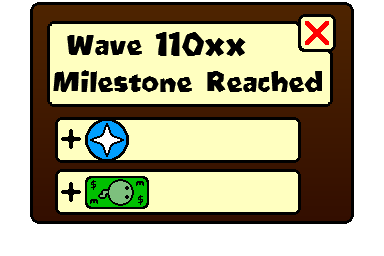 Wave 110xx
Milestone Reached
+
+ $ m m $